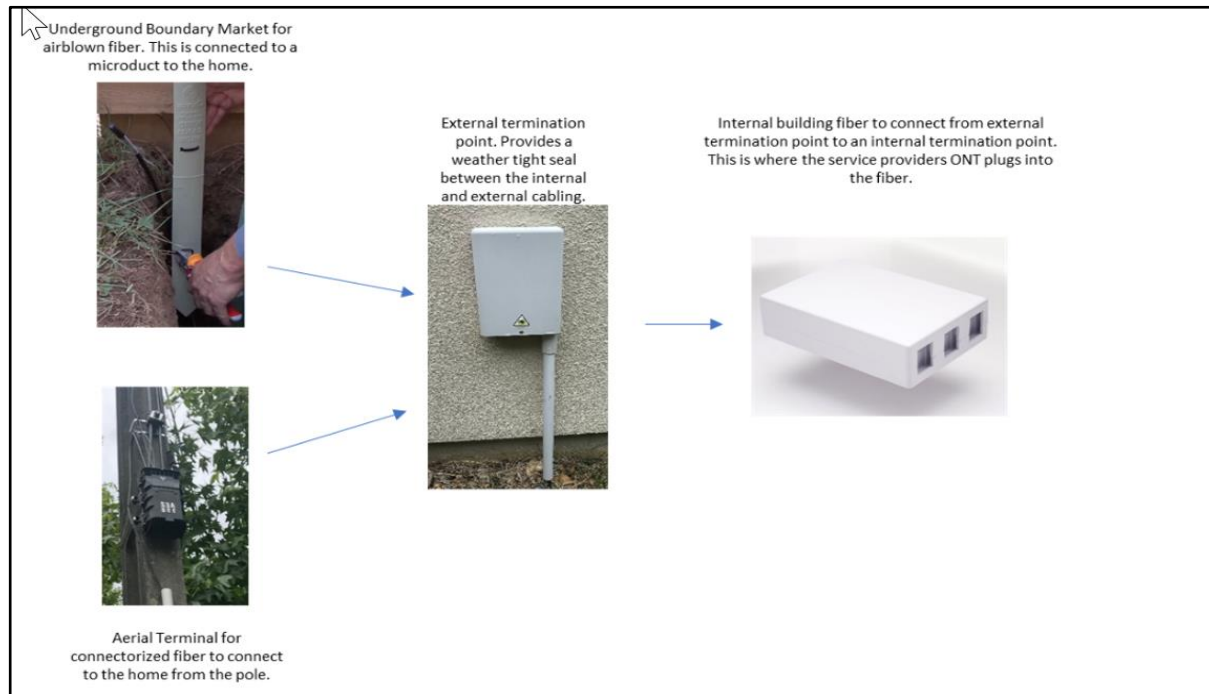 Underground Boundary Market for
airblown fiber. This is connected to a
microduct to the home.
External termination
point. Provides a
weather tight seal
between the internal
and external cabling.
Internal building fiber to connect from external
termination point to an internal termination point.
This is where the service providers ONT plugs into
the fiber.
Aerial Terminal for
connectorized fiber to connect
to the home from the pole.